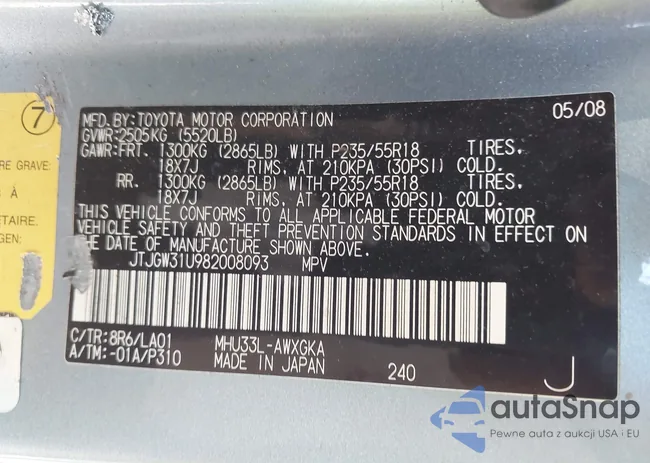 7
E GRAVE:
S À
ETAIRE.
GEN:
MFD. BY: TOYOTA MOTOR CORPORATION 05/08
GVWR: 2505KG (5520LB)
GAWR: FRT. 1300KG (2865LB) WITH P235/55R18 TIRES,
18X7J RIMS, AT 210KPA (30PSI) COLD.
RR. 1300KG (2865LB) WITH P235/55R18 TIRES,
18X7J RIMS, AT 210KPA (30PSI) COLD.
THIS VEHICLE CONFORMS TO ALL APPLICABLE FEDERAL MOTOR
VEHICLE SAFETY AND THEFT PREVENTION STANDARDS IN EFFECT ON
THE DATE OF MANUFACTURE SHOWN ABOVE.
JTJGW31U982008093 MPV
C/TR: 8R6/LA01 MHU33L-AWXGKA
A/TM: -01A/P310 MADE IN JAPAN 240 J
autaSnap
Pewne auta z aukcji USA i EU